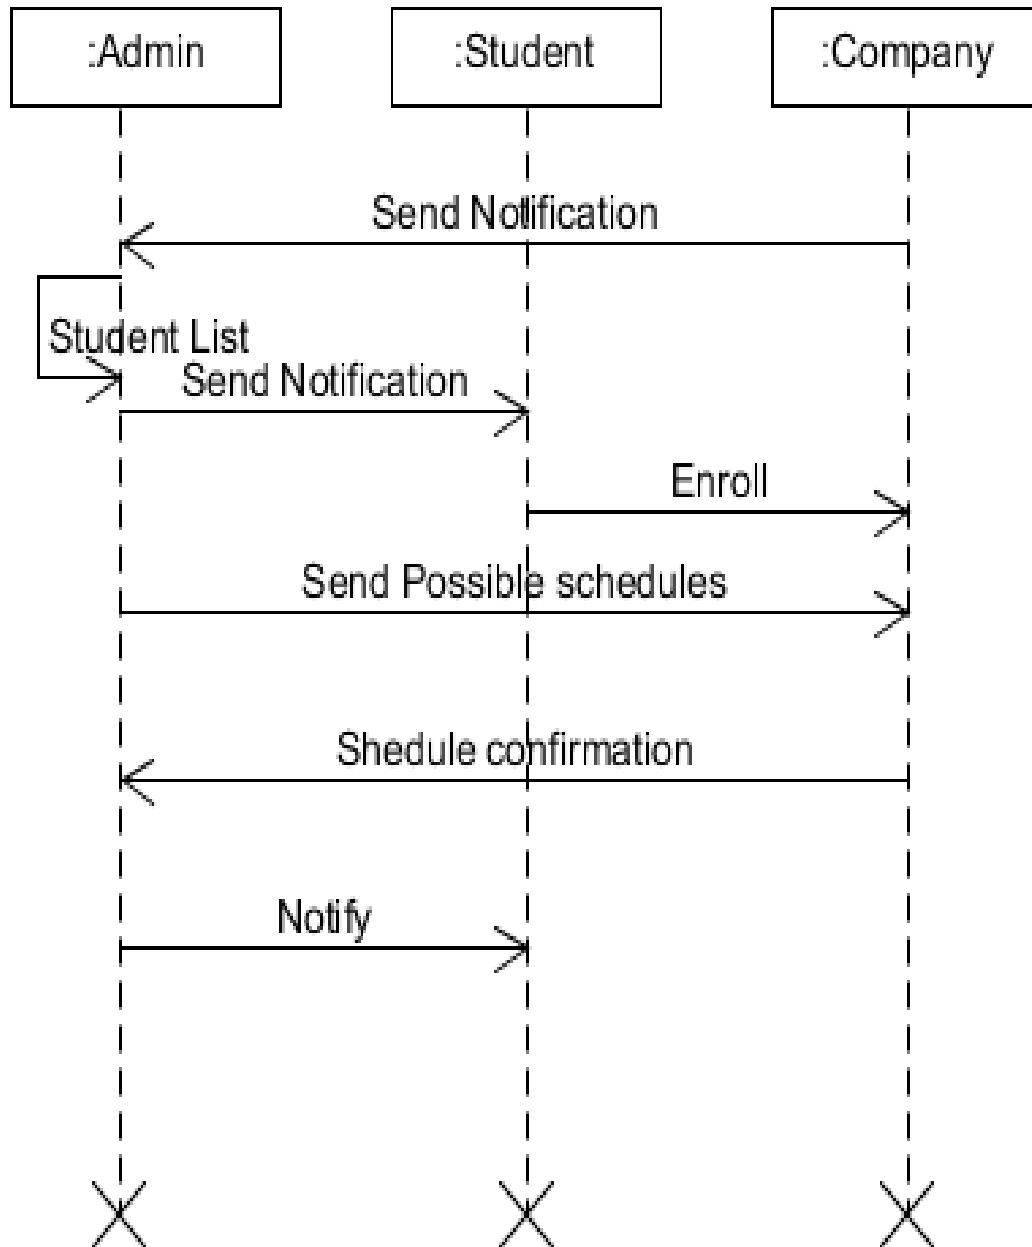 :Admin
:Student
:Company
Send Notification
Student List
Send Notification
Enroll
Send Possible schedules
Shedule confirmation
Notify